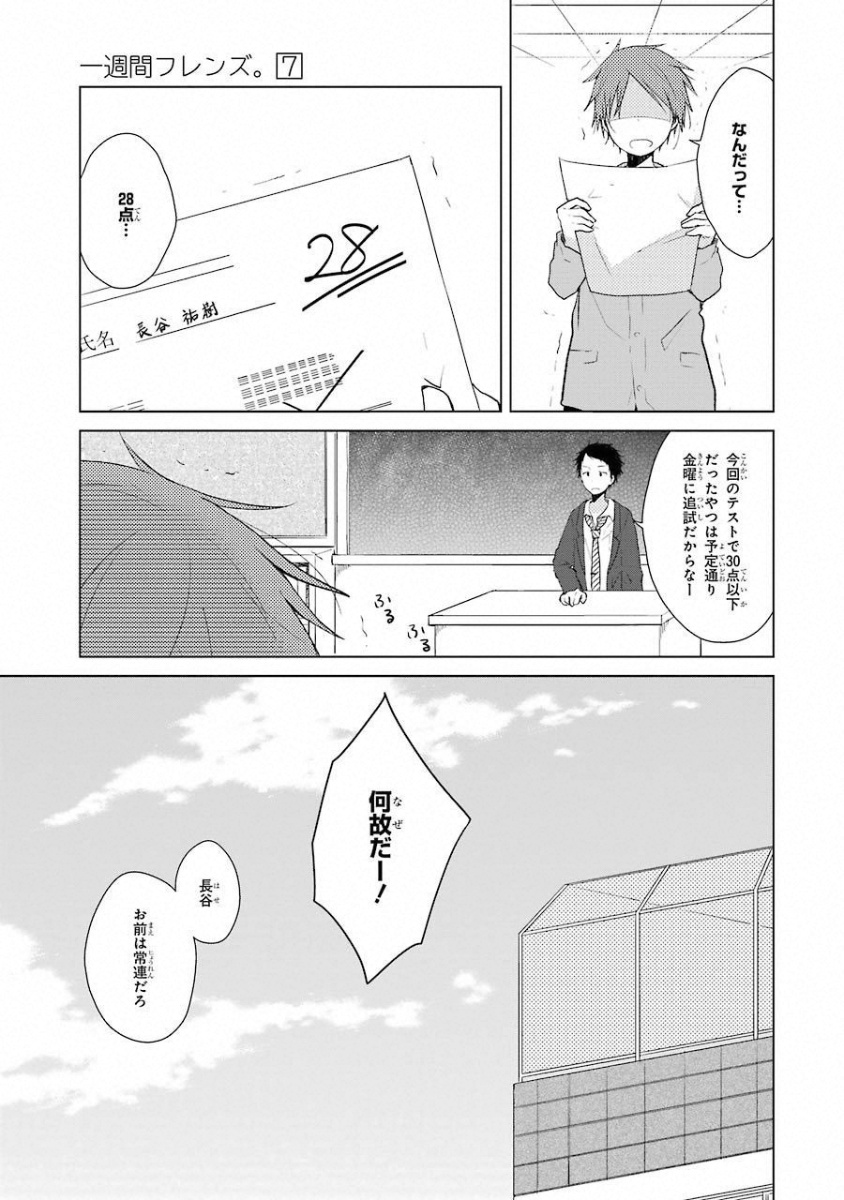 一週間フレンズ。7
なんだって…
28点…
28
氏名 長谷 祐樹
今回のテストで30点以下
だったやつは予定通り
金曜に追試だからなー
ふる
ふる
何故だー!
長谷
お前は常連だろ